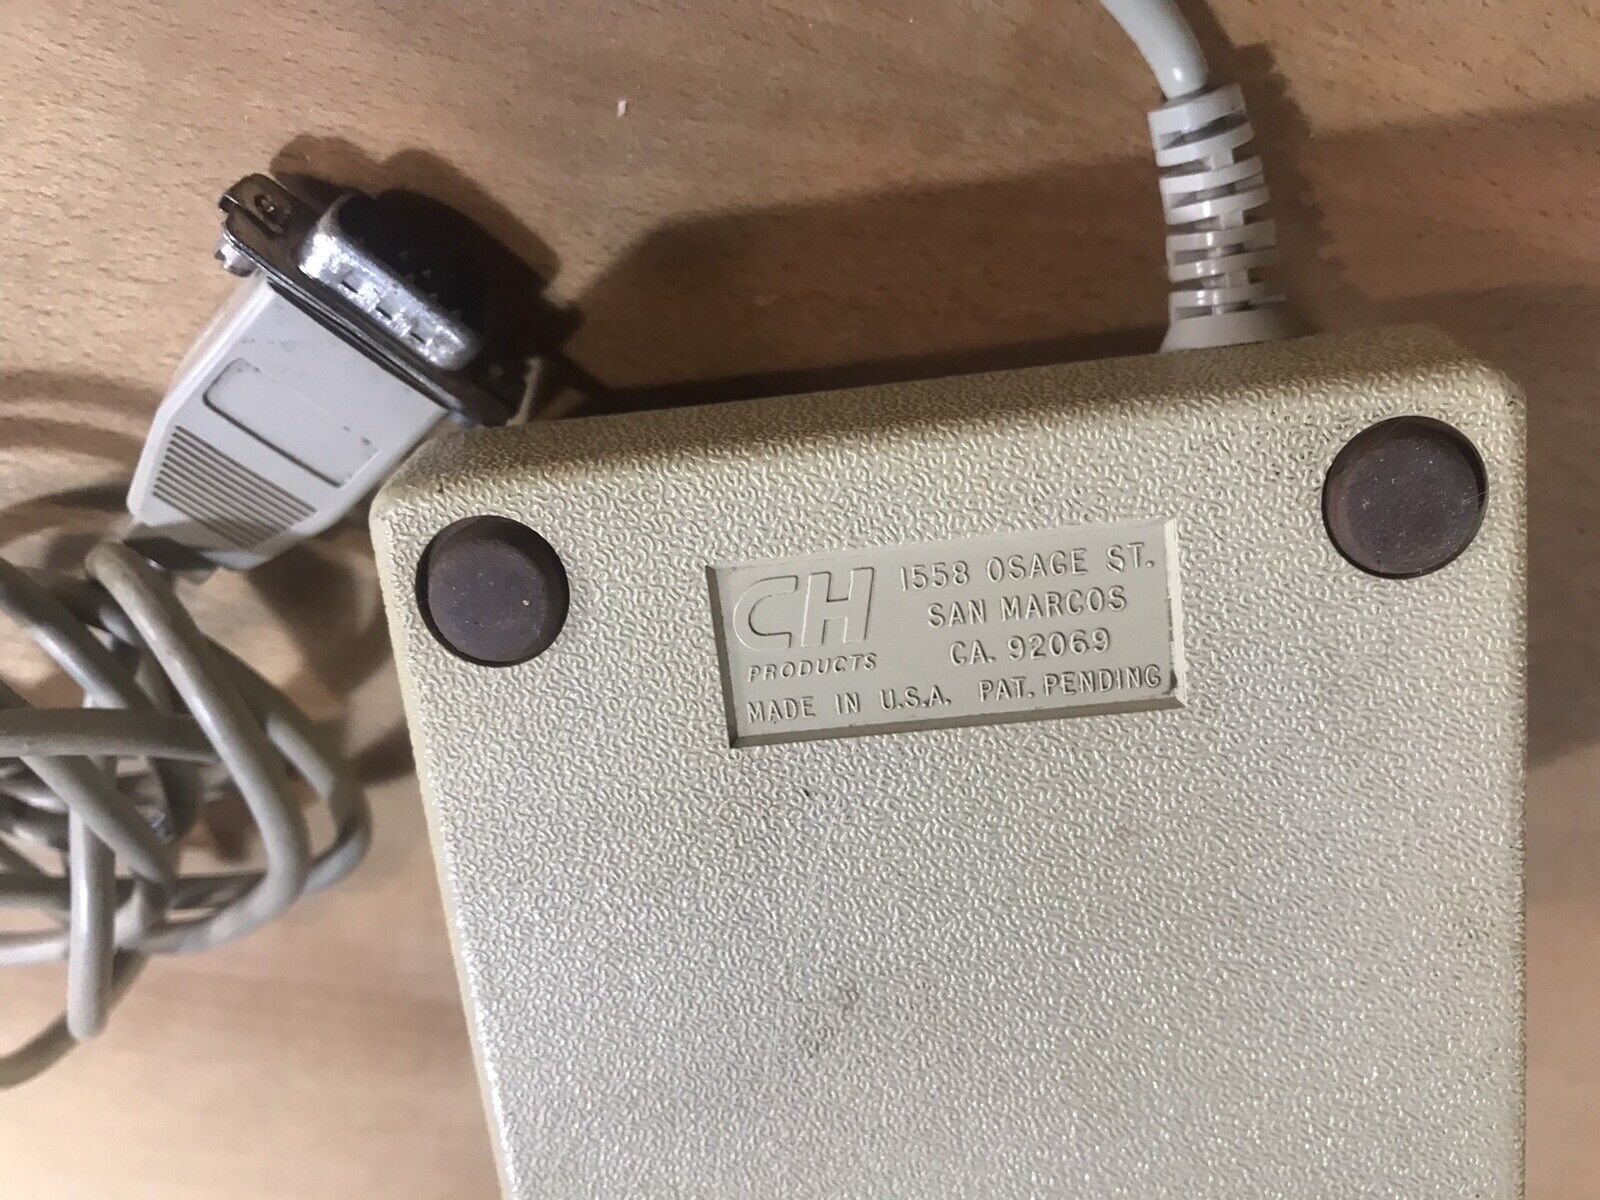 CH
PRODUCTS
1558 OSAGE ST.
SAN MARCOS
CA. 92069
MADE IN U.S.A. PAT. PENDING